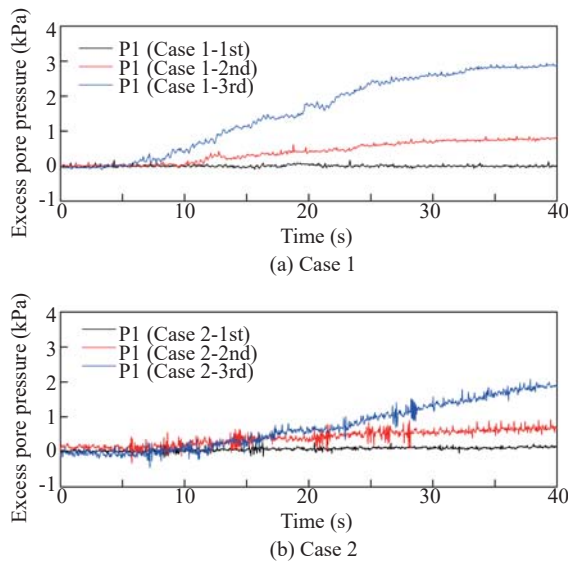 Excess pore pressure (kPa)
4
3
2
1
0
-1
P1 (Case 1-1st)
P1 (Case 1-2nd)
P1 (Case 1-3rd)
0 10 20 30 40
Time (s)
(a) Case 1
Excess pore pressure (kPa)
4
3
2
1
0
-1
P1 (Case 2-1st)
P1 (Case 2-2nd)
P1 (Case 2-3rd)
0 10 20 30 40
Time (s)
(b) Case 2